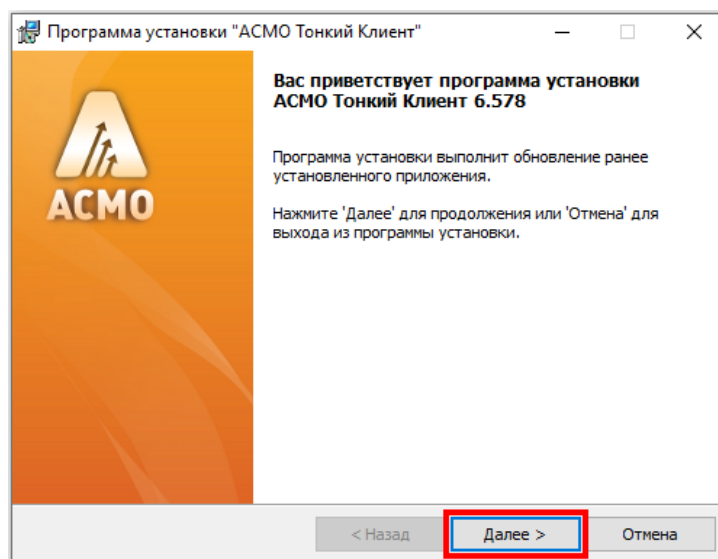 Программа установки "АСМО Тонкий Клиент"
Вас приветствует программа установки
АСМО Тонкий Клиент 6.578
Программа установки выполнит обновление ранее
установленного приложения.
Нажмите 'Далее' для продолжения или 'Отмена' для
выхода из программы установки.
АСМО
< Назад
Далее >
Отмена